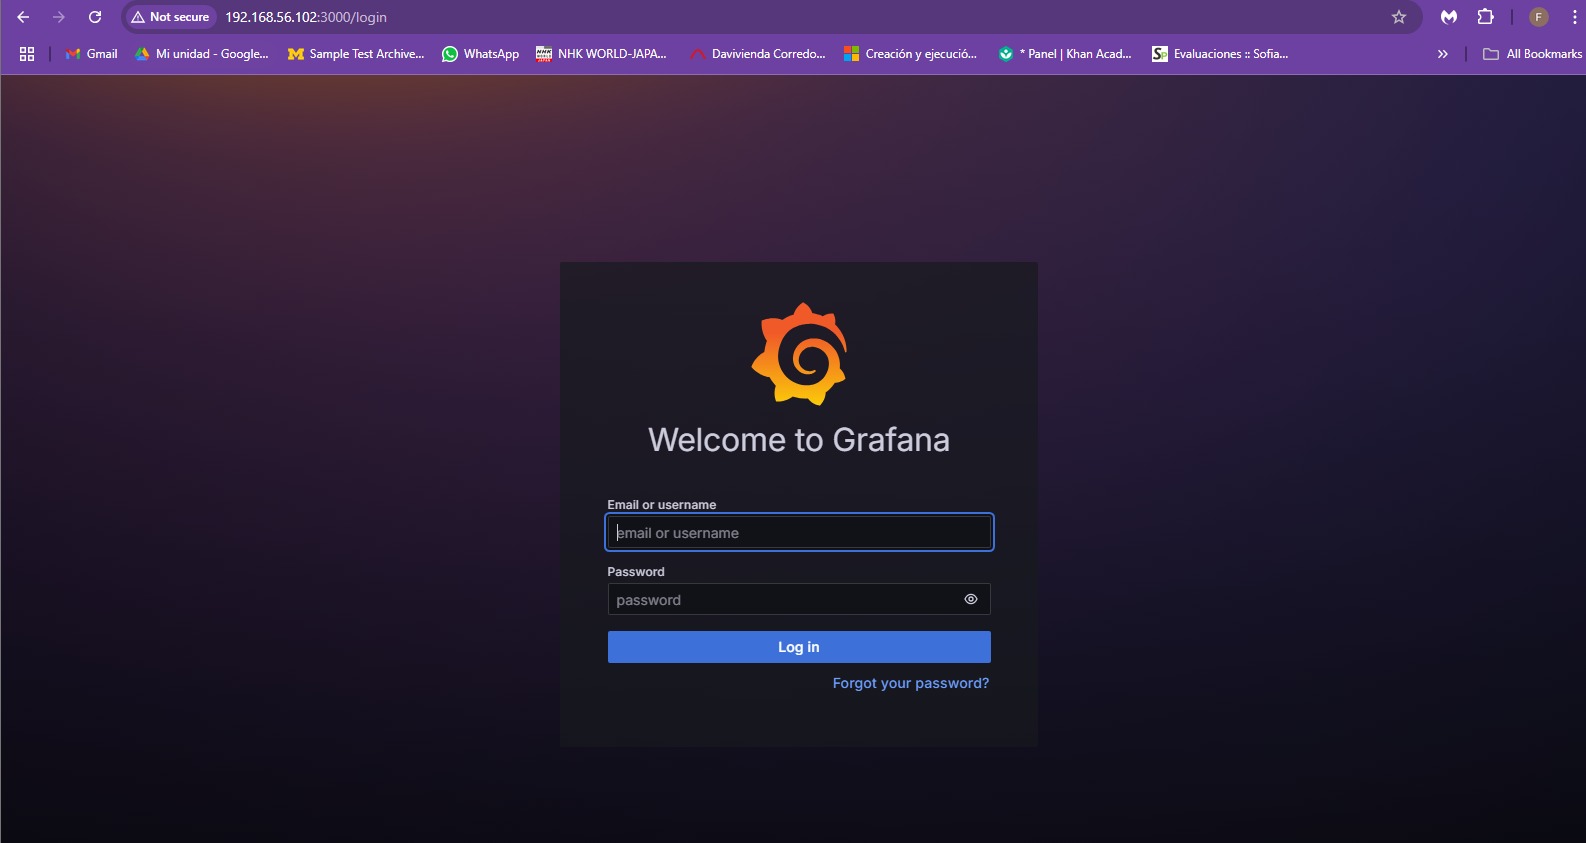 Not secure 192.168.56.102:3000/login F
Gmail Mi unidad - Google... Sample Test Archive... WhatsApp NHK WORLD-JAPA... Davivienda Corredo... Creación y ejecució... * Panel | Khan Acad... Evaluaciones :: Sofia... » All Bookmarks
Welcome to Grafana
Email or username
email or username
Password
password
Log in
Forgot your password?